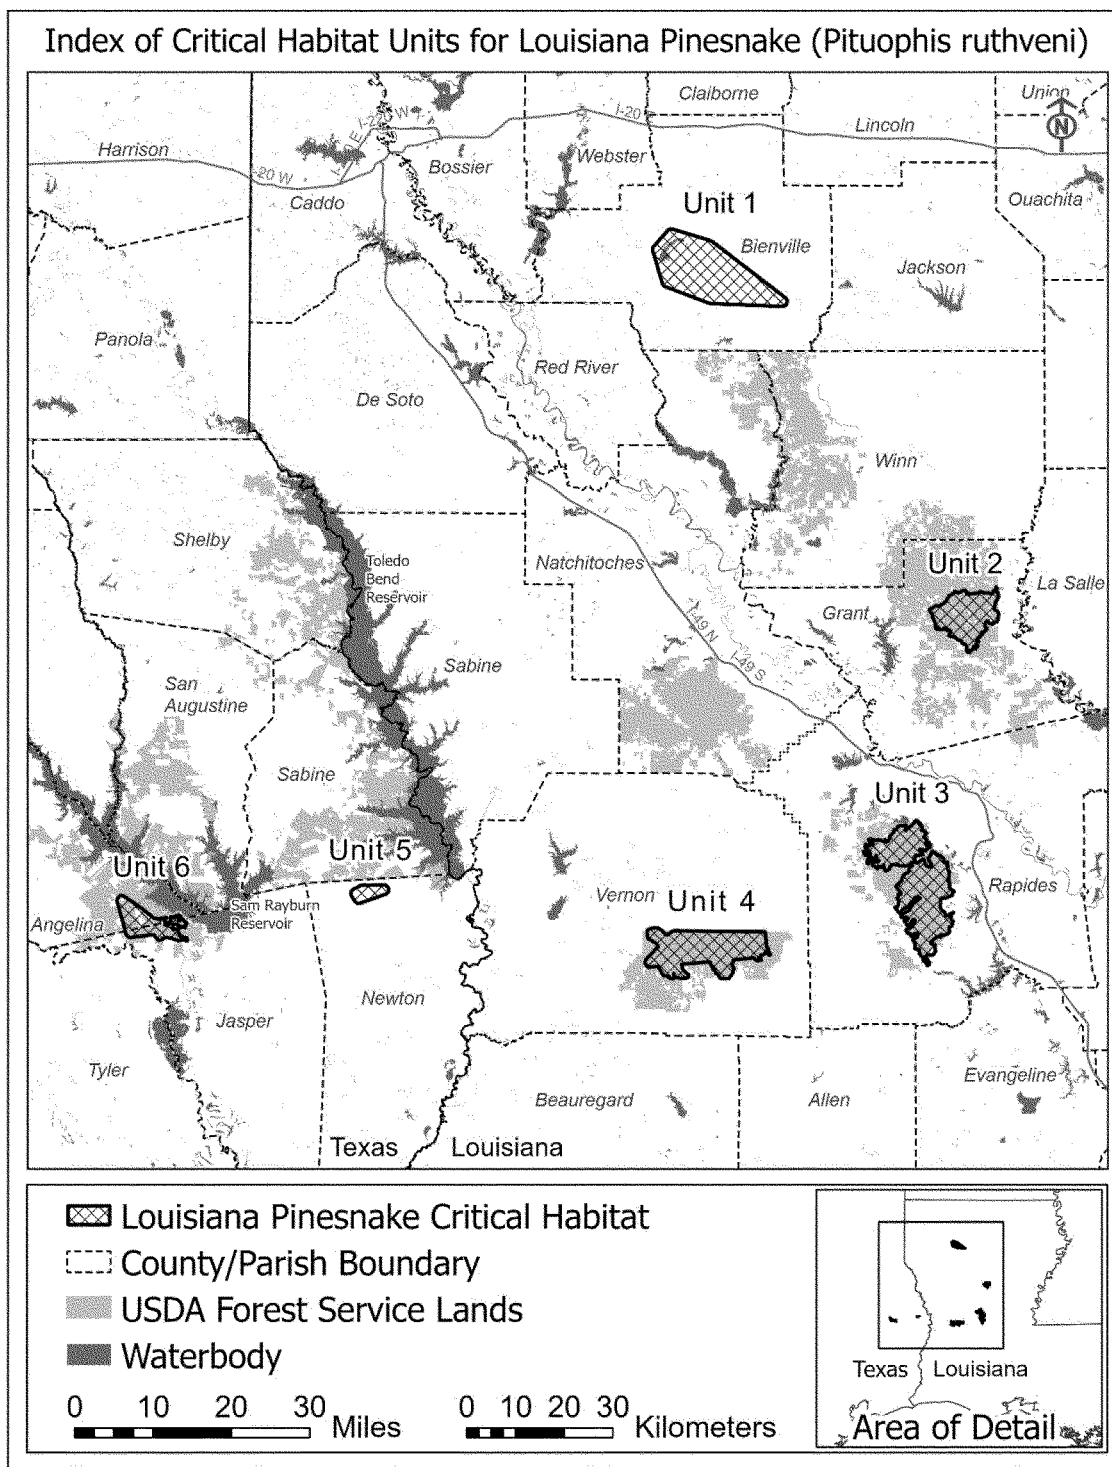 Index of Critical Habitat Units for Louisiana Pinesnake (Pituophis ruthveni)
Claiborne
Union
N
I-220 W
I-20
Lincoln
Harrison
Bossier
Webster
I-20 W
Caddo
Ouachita
Unit 1
Bienville
Jackson
Panola
Red River
De Soto
Winn
Shelby
Toledo
Bend
Reservoir
Natchitoches
Unit 2
La Salle
Grant
I-49 N
I-49 S
Sabine
San
Augustine
Sabine
Unit 3
Unit 5
Unit 6
Rapides
Vernon
Unit 4
Sam Rayburn
Reservoir
Angelina
Newton
Jasper
Tyler
Evangeline
Beauregard
Allen
Texas
Louisiana
Louisiana Pinesnake Critical Habitat
County/Parish Boundary
USDA Forest Service Lands
Waterbody
0 10 20 30 Miles
0 10 20 30 Kilometers
Texas Louisiana
Area of Detail